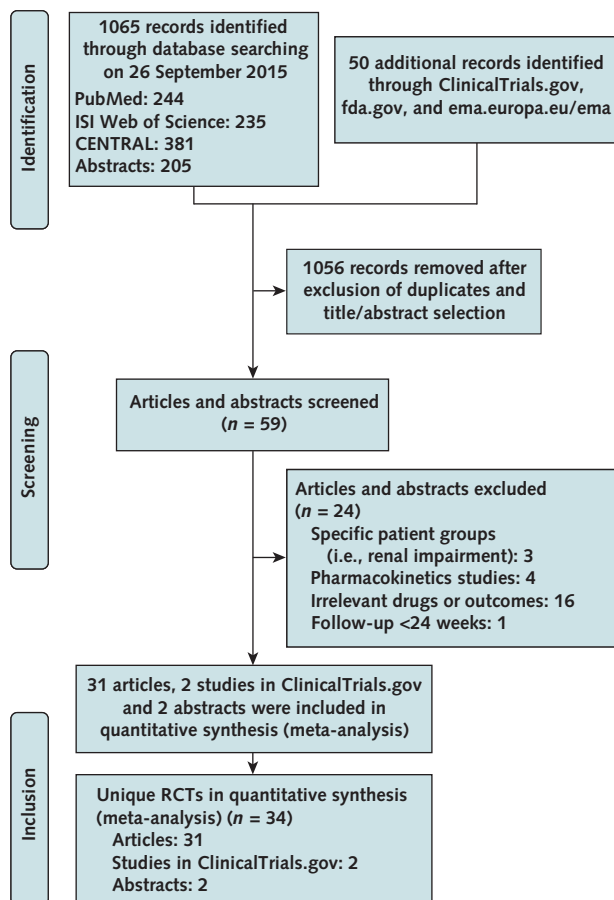 Identification
1065 records identified
through database searching
on 26 September 2015
PubMed: 244
ISI Web of Science: 235
CENTRAL: 381
Abstracts: 205
50 additional records identified
through ClinicalTrials.gov,
fda.gov, and ema.europa.eu/ema
1056 records removed after
exclusion of duplicates and
title/abstract selection
Screening
Articles and abstracts screened
(n = 59)
Articles and abstracts excluded
(n = 24)
Specific patient groups
(i.e., renal impairment): 3
Pharmacokinetics studies: 4
Irrelevant drugs or outcomes: 16
Follow-up <24 weeks: 1
31 articles, 2 studies in ClinicalTrials.gov
and 2 abstracts were included in
quantitative synthesis (meta-analysis)
Inclusion
Unique RCTs in quantitative synthesis
(meta-analysis) (n = 34)
Articles: 31
Studies in ClinicalTrials.gov: 2
Abstracts: 2